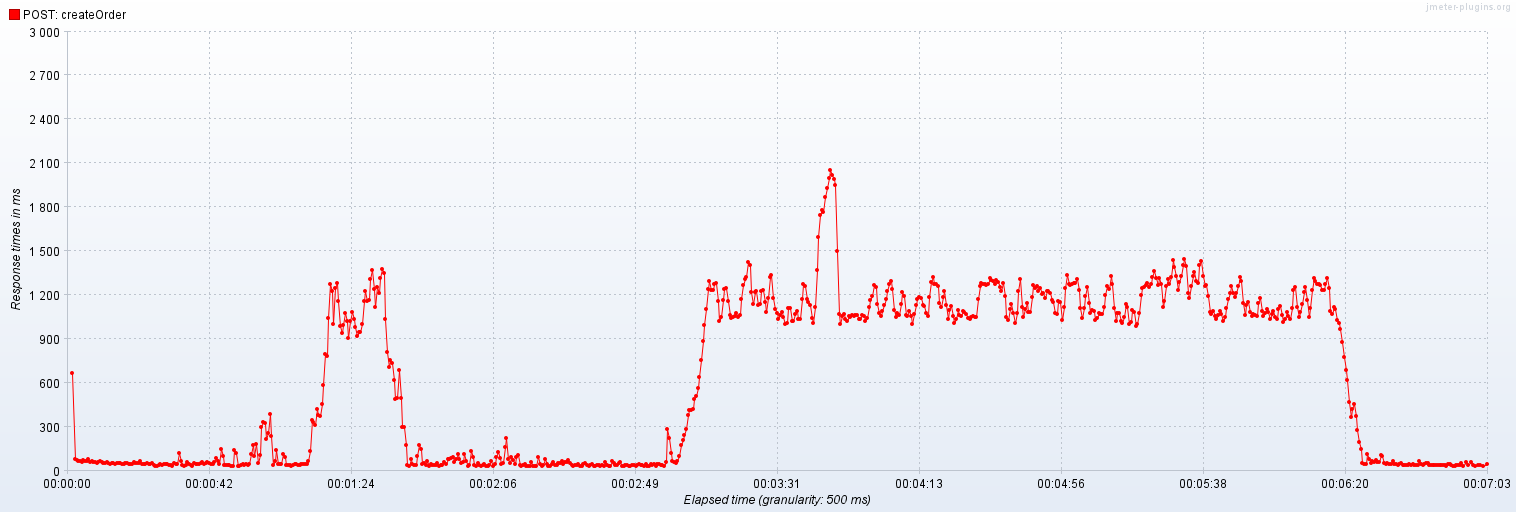 POST: createOrder
jmeter-plugins.org
3 000
2 700
2 400
2 100
1 800
1 500
1 200
900
600
300
0
Response times in ms
00:00:00 00:00:42 00:01:24 00:02:06 00:02:49 00:03:31 00:04:13 00:04:56 00:05:38 00:06:20 00:07:03
Elapsed time (granularity: 500 ms)